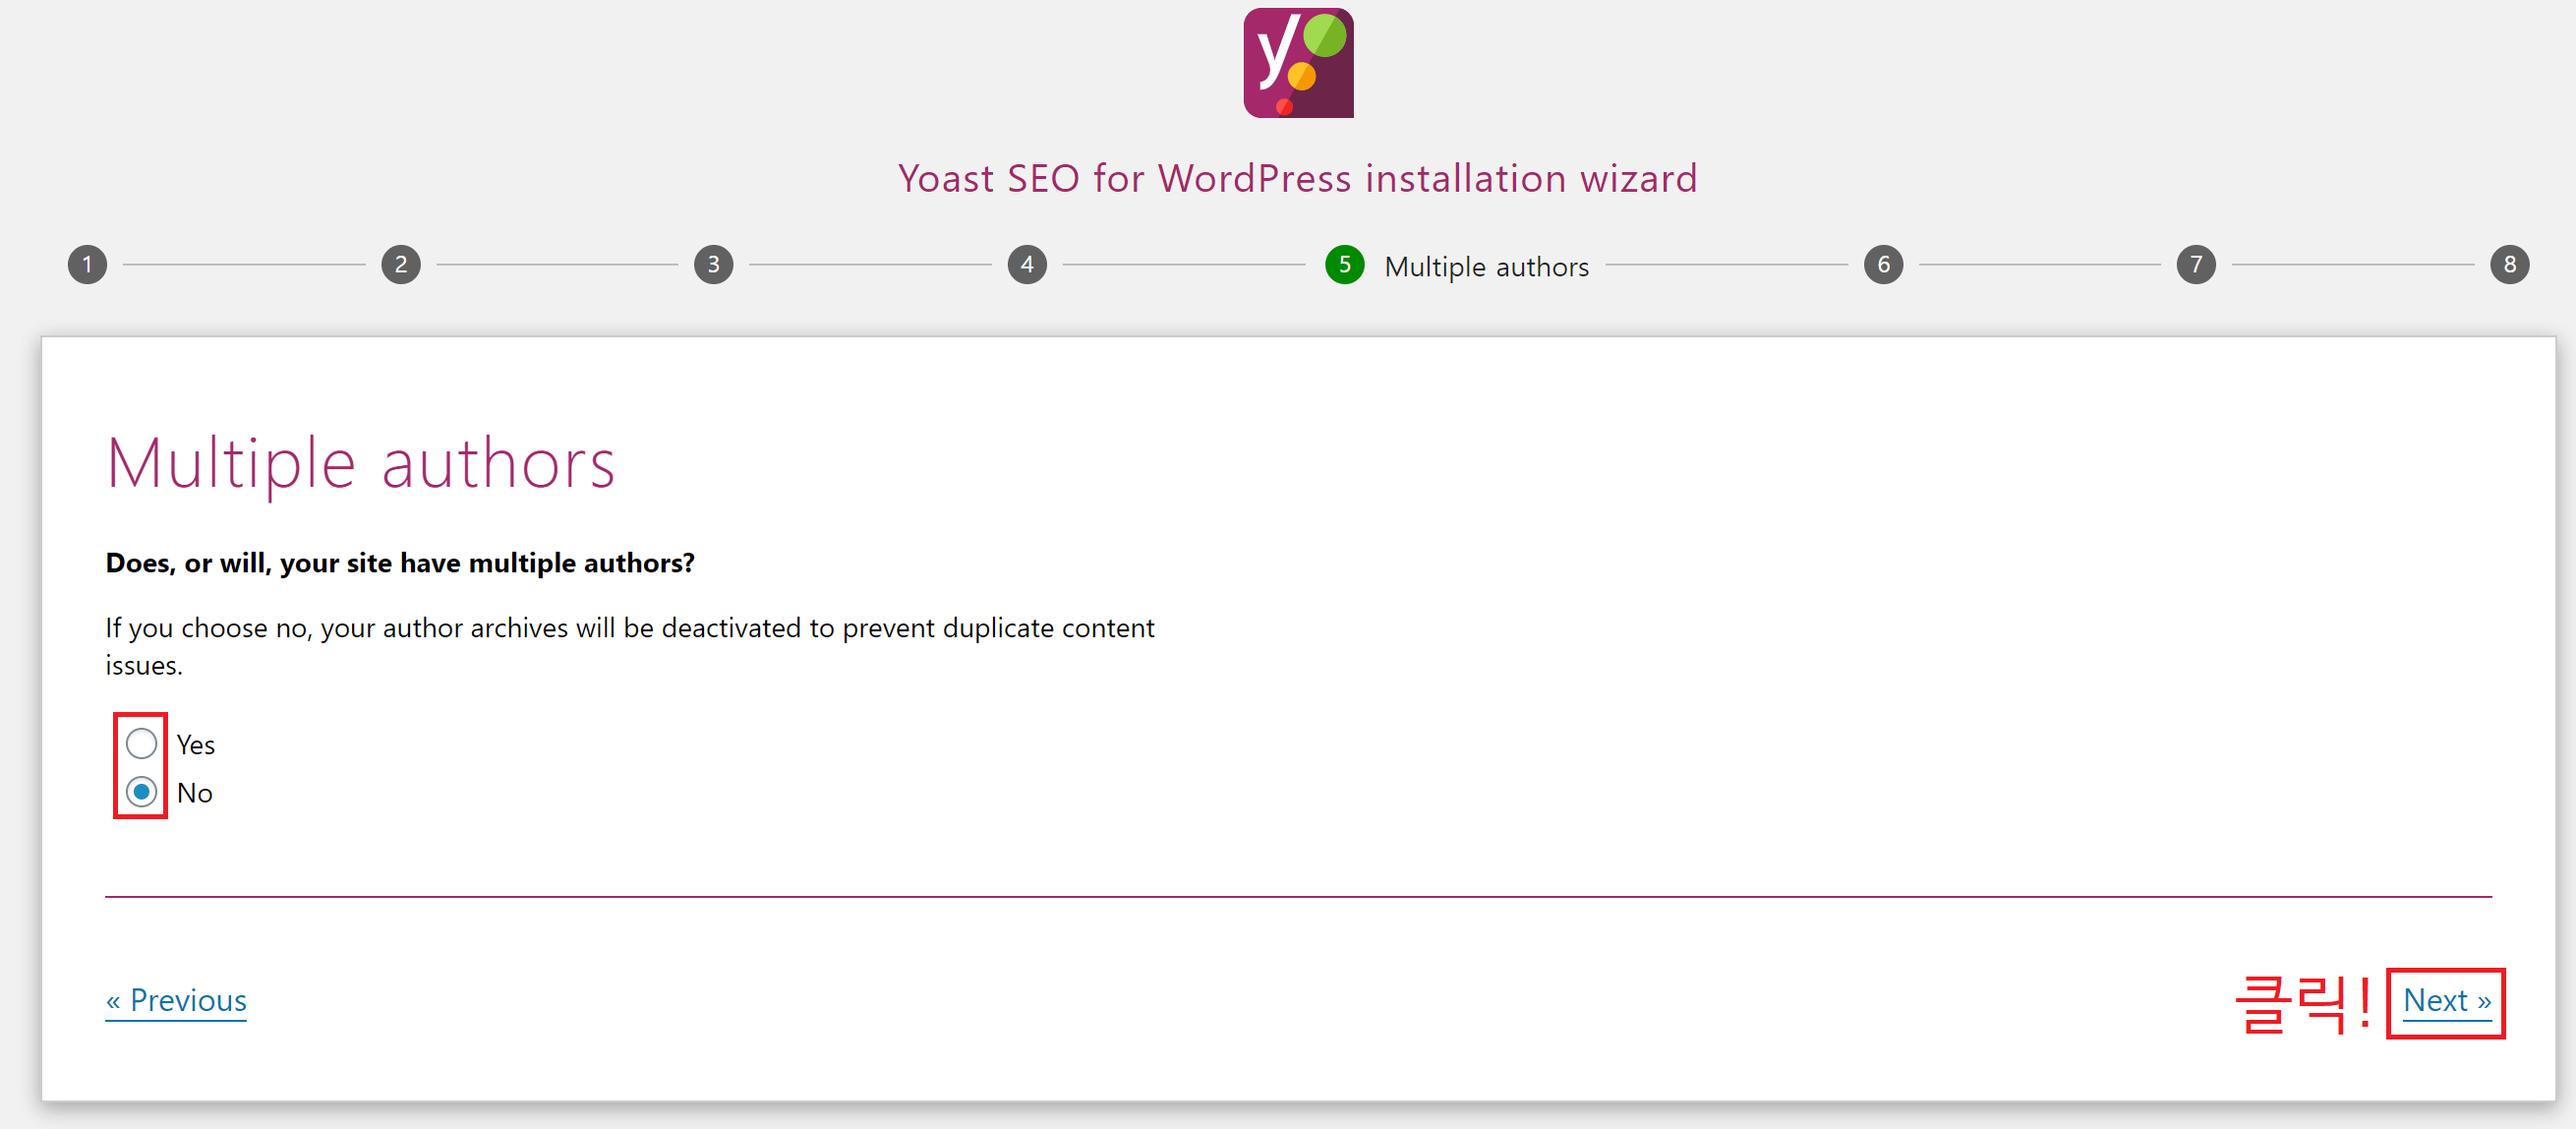 y
Yoast SEO for WordPress installation wizard
1 2 3 4 5 Multiple authors 6 7 8
Multiple authors
Does, or will, your site have multiple authors?
If you choose no, your author archives will be deactivated to prevent duplicate content
issues.
Yes
No
« Previous
클릭! Next »